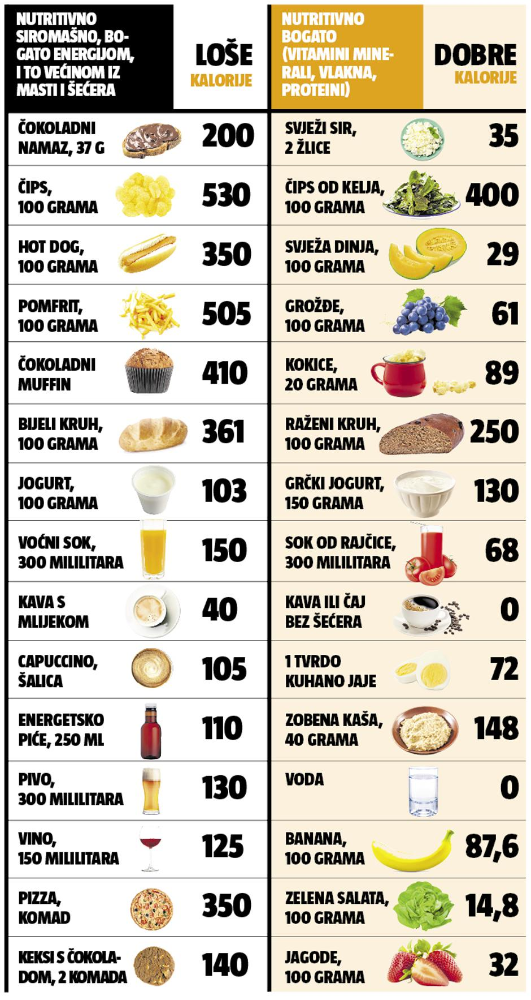 NUTRITIVNO
SIROMAŠNO, BO-
GATO ENERGIJOM,
I TO VEĆINOM IZ
MASTI I ŠEĆERA
LOŠE
KALORIJE
NUTRITIVNO
BOGATO
(VITAMINI MINE-
RALI, VLAKNA,
PROTEINI)
DOBRE
KALORIJE
ČOKOLADNI
NAMAZ, 37 G
200
SVJEŽI SIR,
2 ŽLICE
35
ČIPS,
100 GRAMA
530
ČIPS OD KELJA,
100 GRAMA
400
HOT DOG,
100 GRAMA
350
SVJEŽA DINJA,
100 GRAMA
29
POMFRIT,
100 GRAMA
505
GROŽĐE,
100 GRAMA
61
ČOKOLADNI
MUFFIN
410
KOKICE,
20 GRAMA
89
BIJELI KRUH,
100 GRAMA
361
RAŽENI KRUH,
100 GRAMA
250
JOGURT,
100 GRAMA
103
GRČKI JOGURT,
150 GRAMA
130
VOĆNI SOK,
300 MILILITARA
150
SOK OD RAJČICE,
300 MILILITARA
68
KAVA S
MLIJEKOM
40
KAVA ILI ČAJ
BEZ ŠEĆERA
0
CAPUCCINO,
ŠALICA
105
1 TVRDO
KUHANO JAJE
72
ENERGETSKO
PIĆE, 250 ML
110
ZOBENA KAŠA,
40 GRAMA
148
PIVO,
300 MILILITARA
130
VODA
0
VINO,
150 MILILITARA
125
BANANA,
100 GRAMA
87,6
PIZZA,
KOMAD
350
ZELENA SALATA,
100 GRAMA
14,8
KEKSI S ČOKOLA-
DOM, 2 KOMADA
140
JAGODE,
100 GRAMA
32